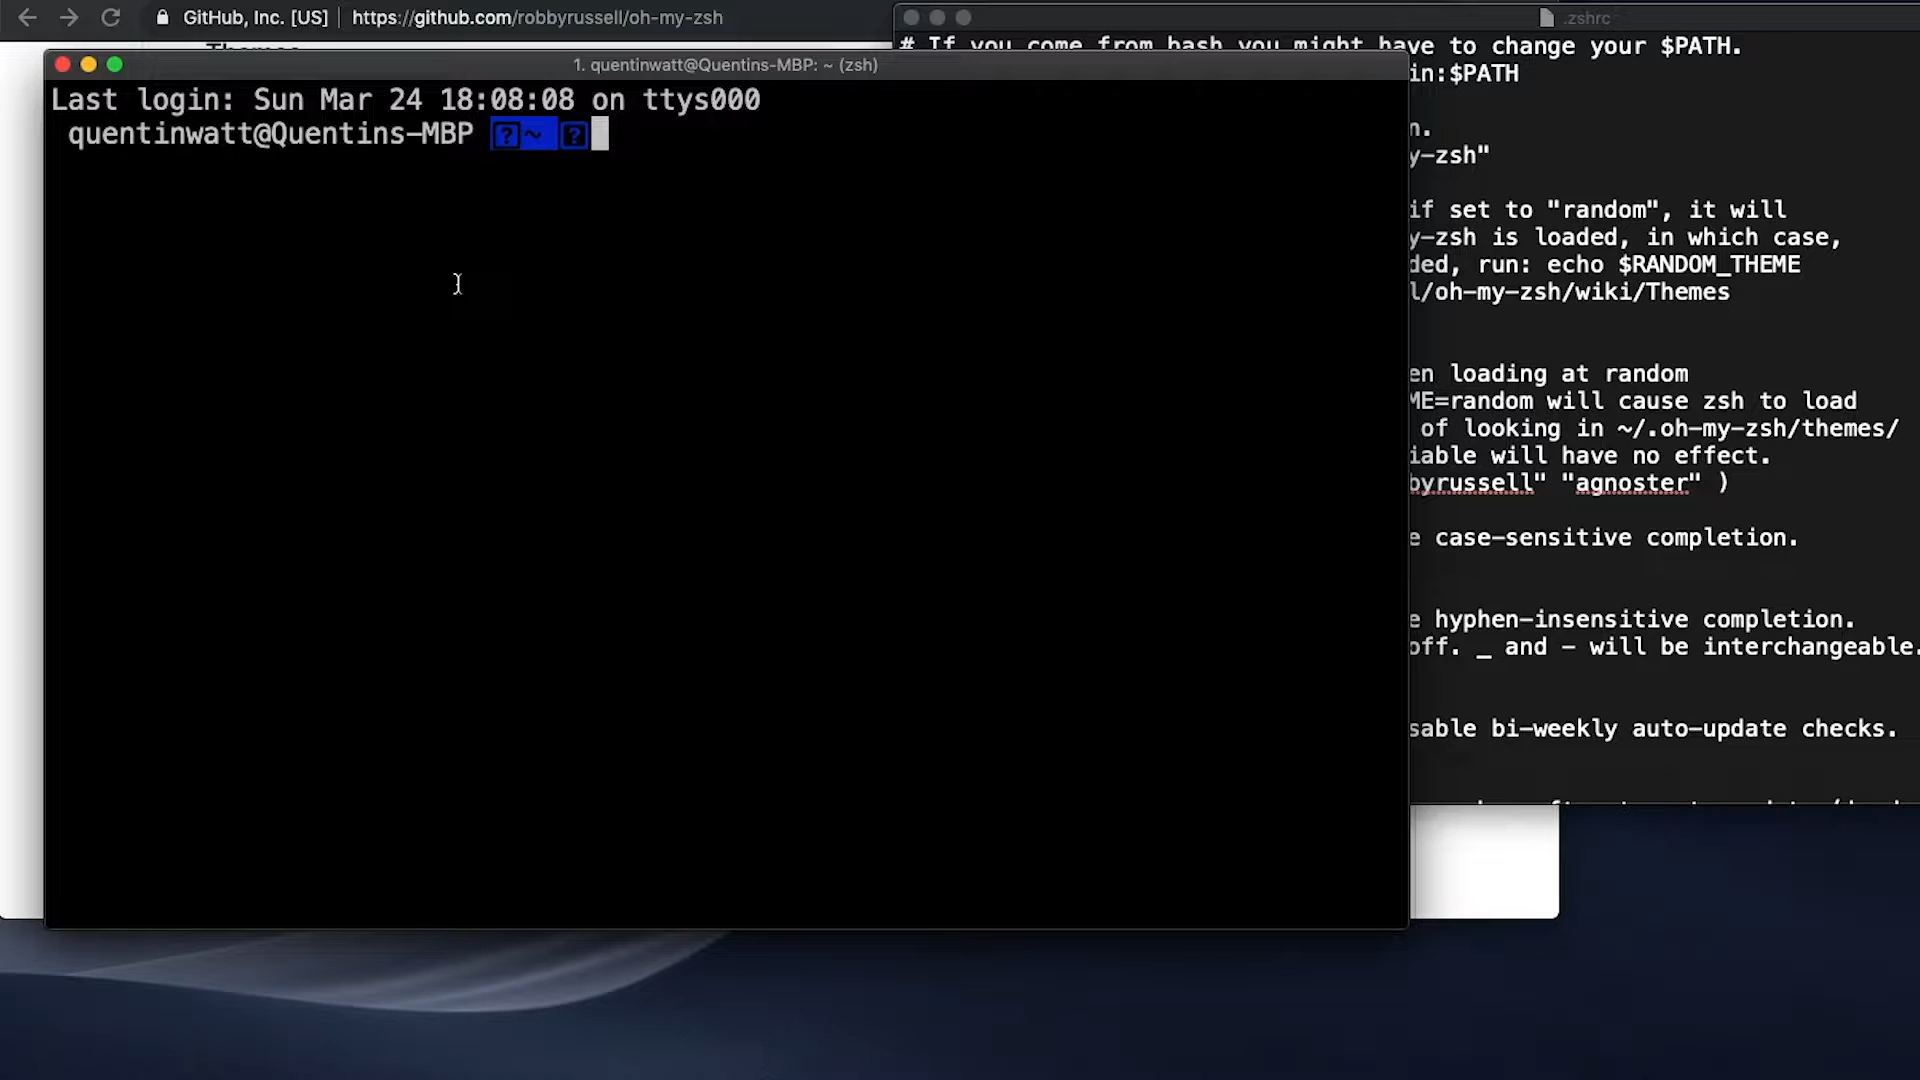 GitHub, Inc. [US] | https://github.com/robbyrussell/oh-my-zsh
.zshrc
# If you come from bash you might have to change your $PATH.
in:$PATH
n.
y-zsh"
if set to "random", it will
y-zsh is loaded, in which case,
ded, run: echo $RANDOM_THEME
l/oh-my-zsh/wiki/Themes
en loading at random
ME=random will cause zsh to load
of looking in ~/.oh-my-zsh/themes/
iable will have no effect.
byrussell" "agnoster" )
e case-sensitive completion.
e hyphen-insensitive completion.
off. _ and - will be interchangeable.
sable bi-weekly auto-update checks.
1. quentinwatt@Quentins-MBP: ~ (zsh)
Last login: Sun Mar 24 18:08:08 on ttys000
quentinwatt@Quentins-MBP ? ~ ?